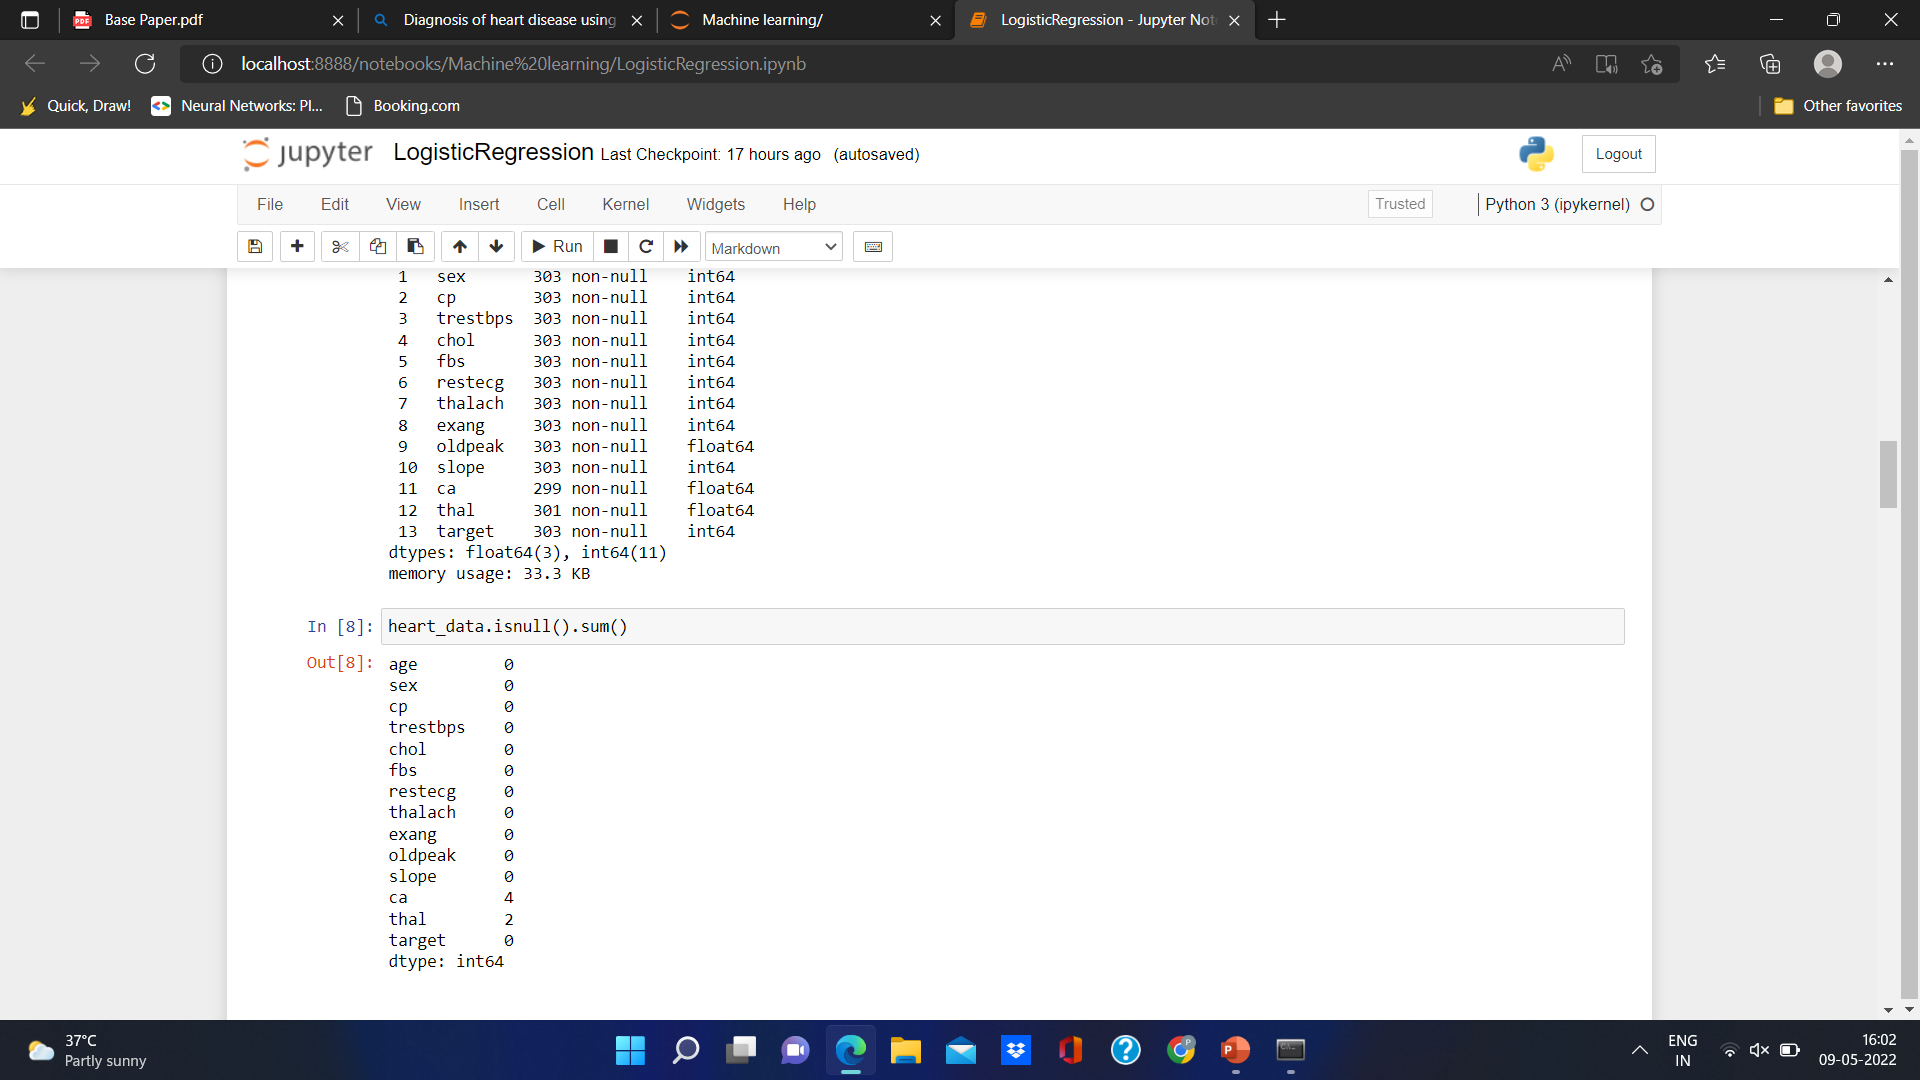 Base Paper.pdf
Diagnosis of heart disease using
Machine learning/
LogisticRegression - Jupyter Not
localhost:8888/notebooks/Machine%20learning/LogisticRegression.ipynb
Quick, Draw!
Neural Networks: Pl...
Booking.com
Other favorites
jupyter LogisticRegression Last Checkpoint: 17 hours ago (autosaved)
Logout
File Edit View Insert Cell Kernel Widgets Help
Trusted
Python 3 (ipykernel)
Run
Markdown
1 sex 303 non-null int64
2 cp 303 non-null int64
3 trestbps 303 non-null int64
4 chol 303 non-null int64
5 fbs 303 non-null int64
6 restecg 303 non-null int64
7 thalach 303 non-null int64
8 exang 303 non-null int64
9 oldpeak 303 non-null float64
10 slope 303 non-null int64
11 ca 299 non-null float64
12 thal 301 non-null float64
13 target 303 non-null int64
dtypes: float64(3), int64(11)
memory usage: 33.3 KB
In [8]: heart_data.isnull().sum()
Out[8]: age 0
sex 0
cp 0
trestbps 0
chol 0
fbs 0
restecg 0
thalach 0
exang 0
oldpeak 0
slope 0
ca 4
thal 2
target 0
dtype: int64
37°C
Partly sunny
ENG
IN
16:02
09-05-2022